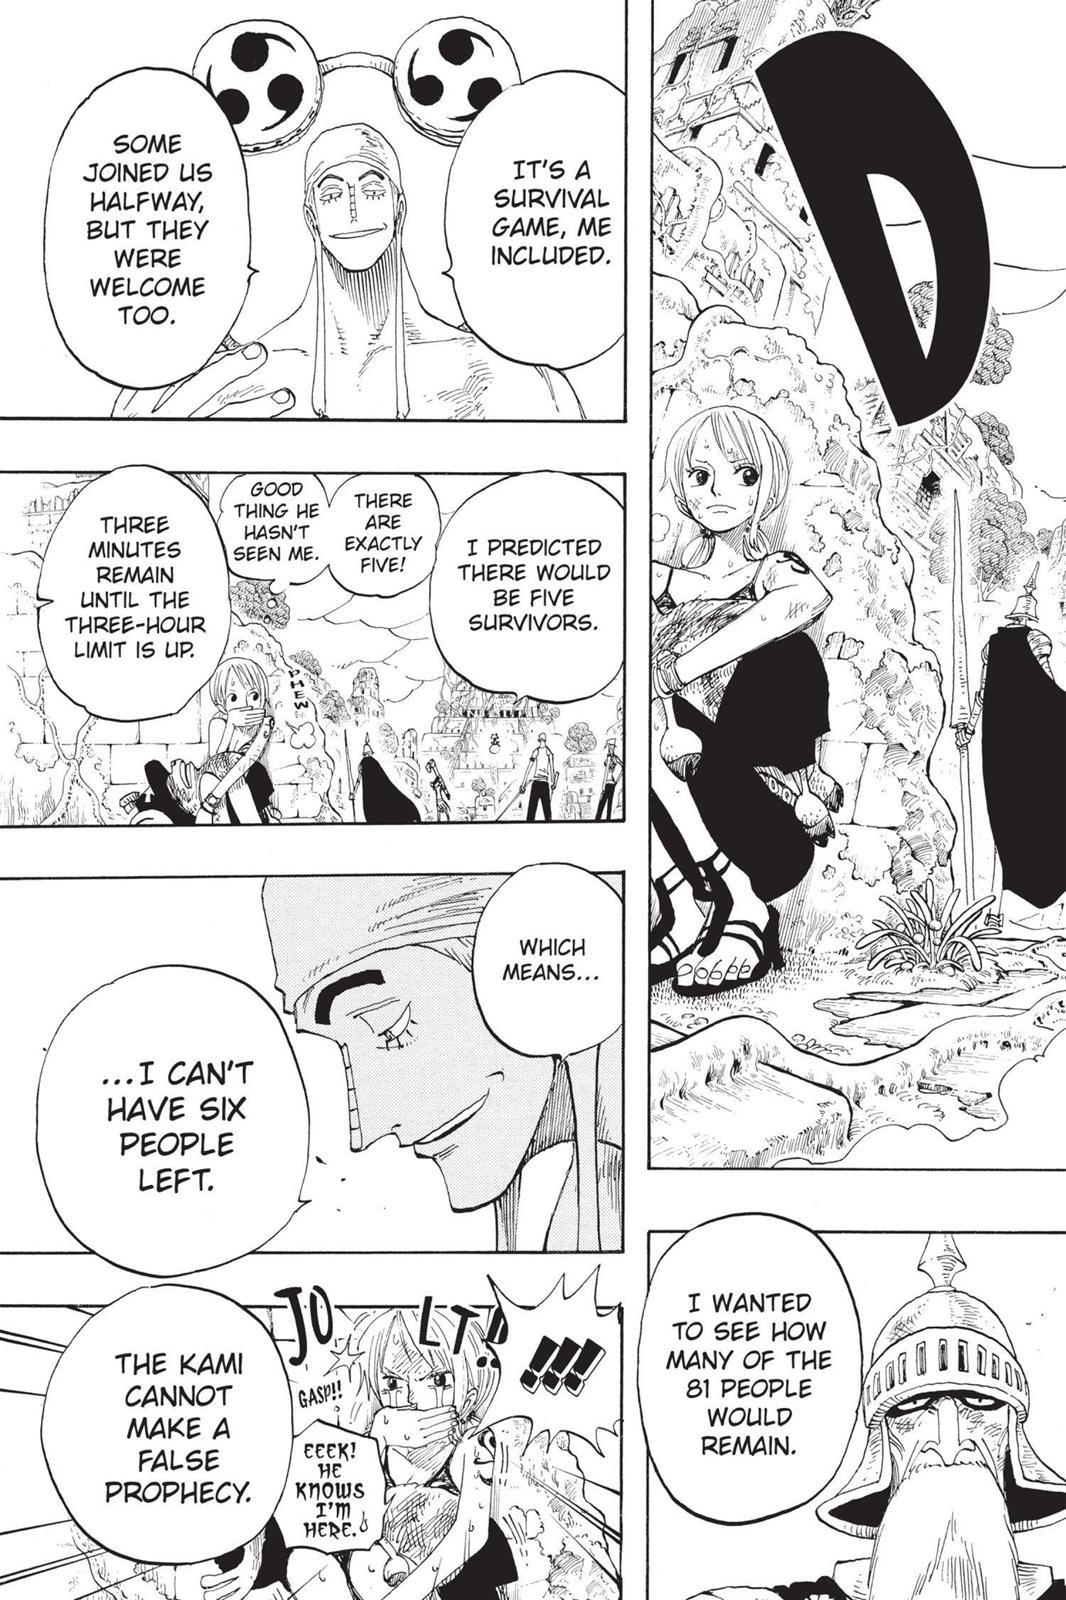 D
I WANTED
TO SEE HOW
MANY OF THE
81 PEOPLE
WOULD
REMAIN.
IT'S A
SURVIVAL
GAME, ME
INCLUDED.
SOME
JOINED US
HALFWAY,
BUT THEY
WERE
WELCOME
TOO.
I PREDICTED
THERE WOULD
BE FIVE
SURVIVORS.
THERE
ARE
EXACTLY
FIVE!
GOOD
THING HE
HASN'T
SEEN ME.
PHEW
THREE
MINUTES
REMAIN
UNTIL THE
THREE-HOUR
LIMIT IS UP.
WHICH
MEANS...
...I CAN'T
HAVE SIX
PEOPLE
LEFT.
!!!!
JOLT!!
GASP!!
EEEK!
HE
KNOWS
I'M
HERE.
THE KAMI
CANNOT
MAKE A
FALSE
PROPHECY.